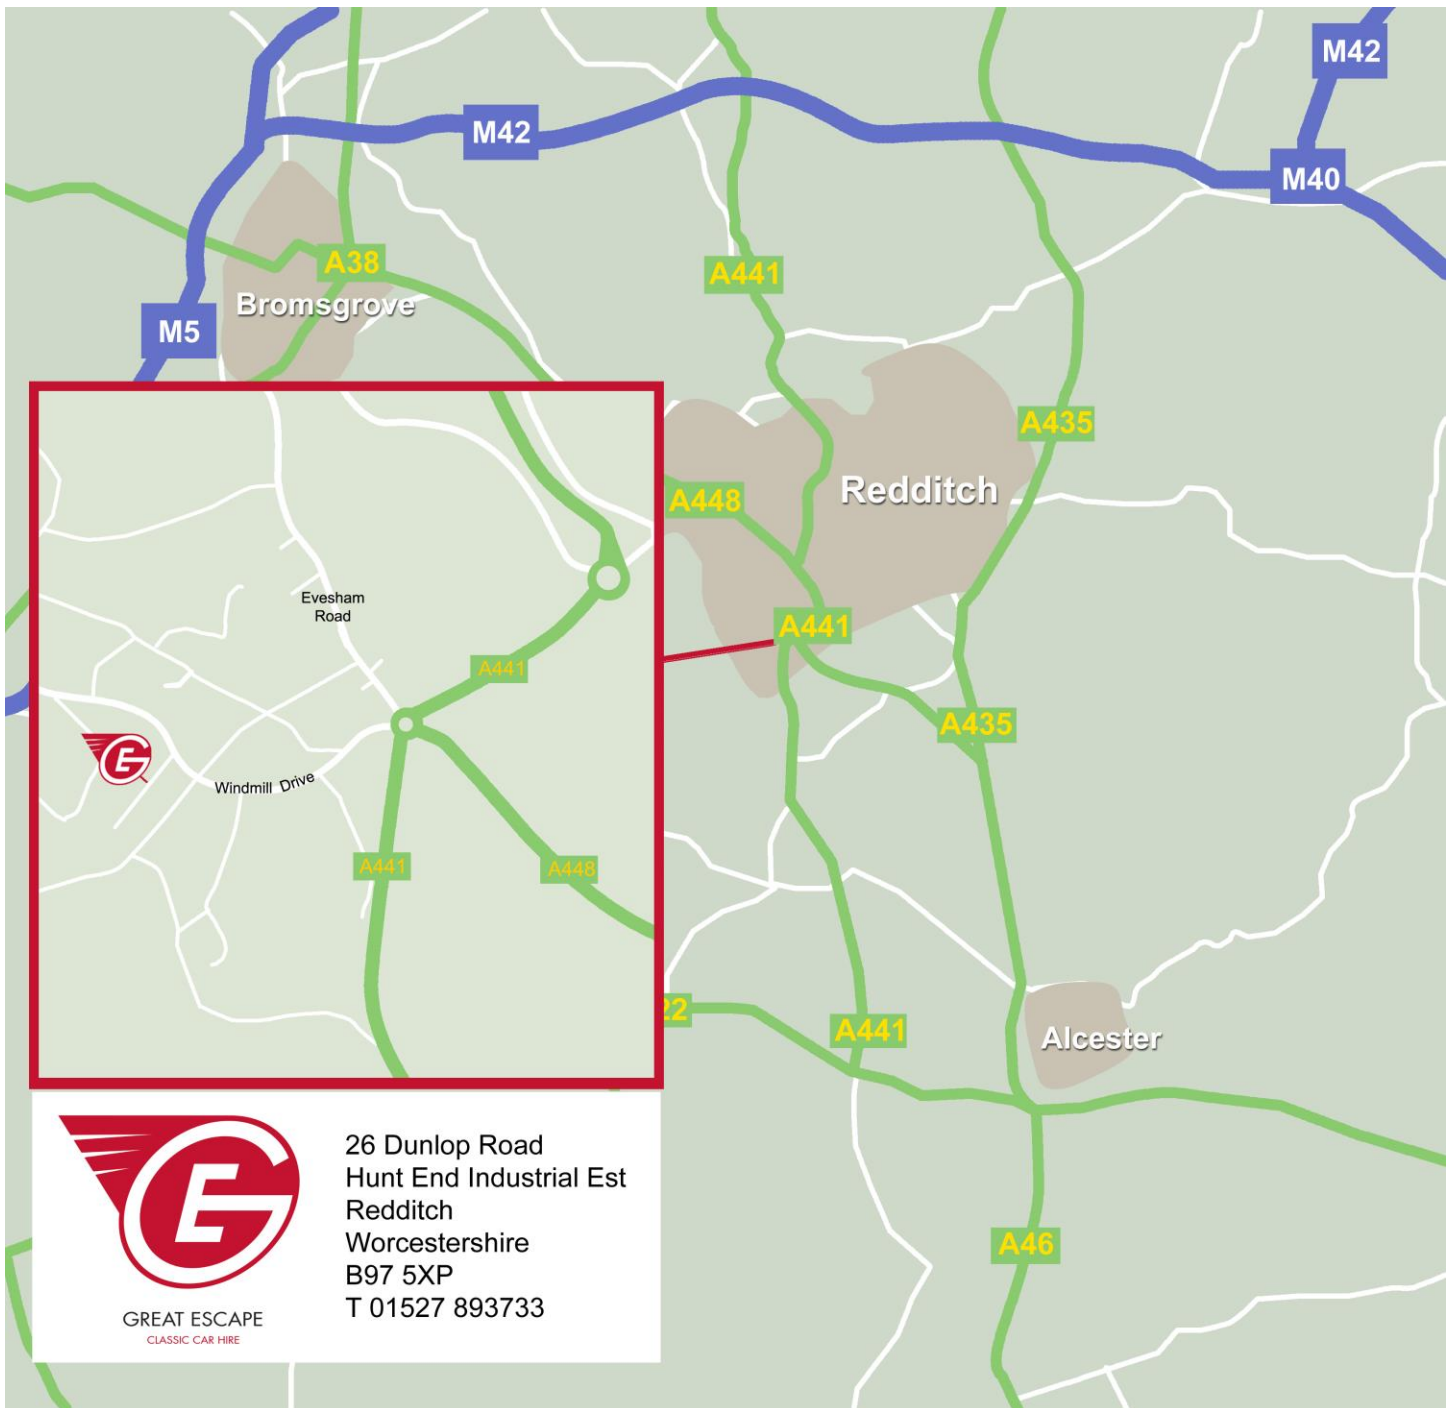 M42
M42
M40
A38
A441
Bromsgrove
M5
A435
Redditch
A448
Evesham
Road
A441
A441
A435
Windmill Drive
A441
A448
22
A441
Alcester
A46
GE
26 Dunlop Road
Hunt End Industrial Est
Redditch
Worcestershire
B97 5XP
T 01527 893733
GREAT ESCAPE
CLASSIC CAR HIRE